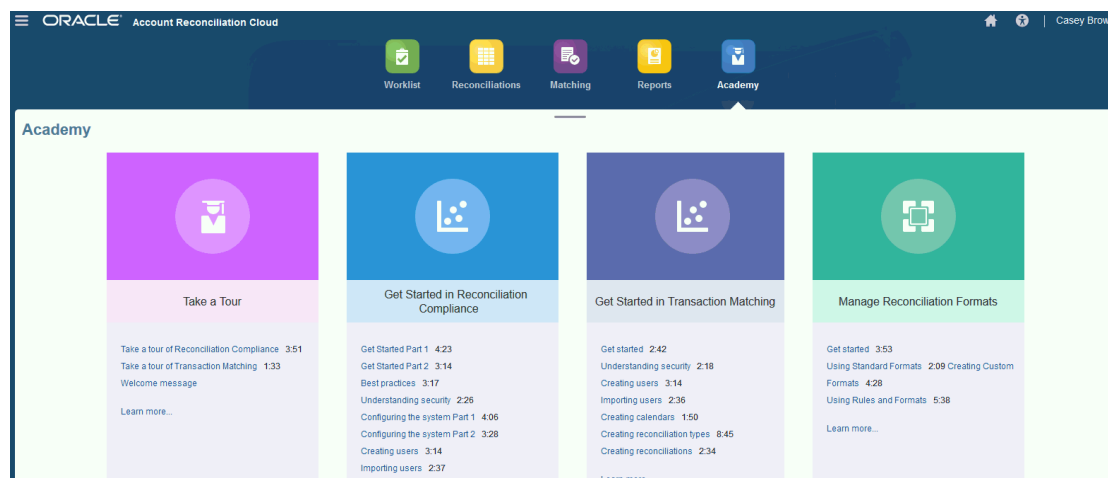 ORACLE Account Reconciliation Cloud
Casey Brow
Worklist
Reconciliations
Matching
Reports
Academy
Academy
Take a Tour
Take a tour of Reconciliation Compliance 3:51
Take a tour of Transaction Matching 1:33
Welcome message
Learn more...
Get Started in Reconciliation
Compliance
Get Started Part 1 4:23
Get Started Part 2 3:14
Best practices 3:17
Understanding security 2:26
Configuring the system Part 1 4:06
Configuring the system Part 2 3:28
Creating users 3:14
Importing users 2:37
Get Started in Transaction Matching
Get started 2:42
Understanding security 2:18
Creating users 3:14
Importing users 2:36
Creating calendars 1:50
Creating reconciliation types 8:45
Creating reconciliations 2:34
Manage Reconciliation Formats
Get started 3:53
Using Standard Formats 2:09 Creating Custom
Formats 4:28
Using Rules and Formats 5:38
Learn more...